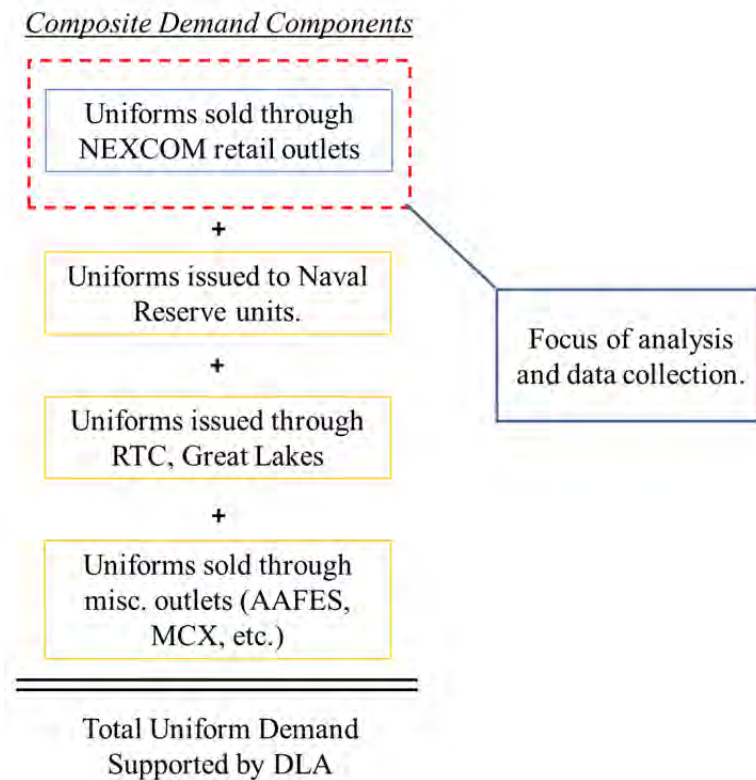 Composite Demand Components
Uniforms sold through
NEXCOM retail outlets
+
Uniforms issued to Naval
Reserve units.
+
Uniforms issued through
RTC, Great Lakes
+
Uniforms sold through
misc. outlets (AAFES,
MCX, etc.)
Total Uniform Demand
Supported by DLA
Focus of analysis
and data collection.